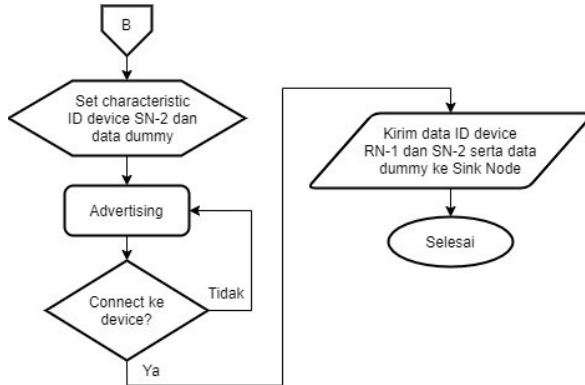 B
Set characteristic
ID device SN-2 dan
data dummy
Advertising
Connect ke
device?
Tidak
Ya
Kirim data ID device
RN-1 dan SN-2 serta data
dummy ke Sink Node
Selesai